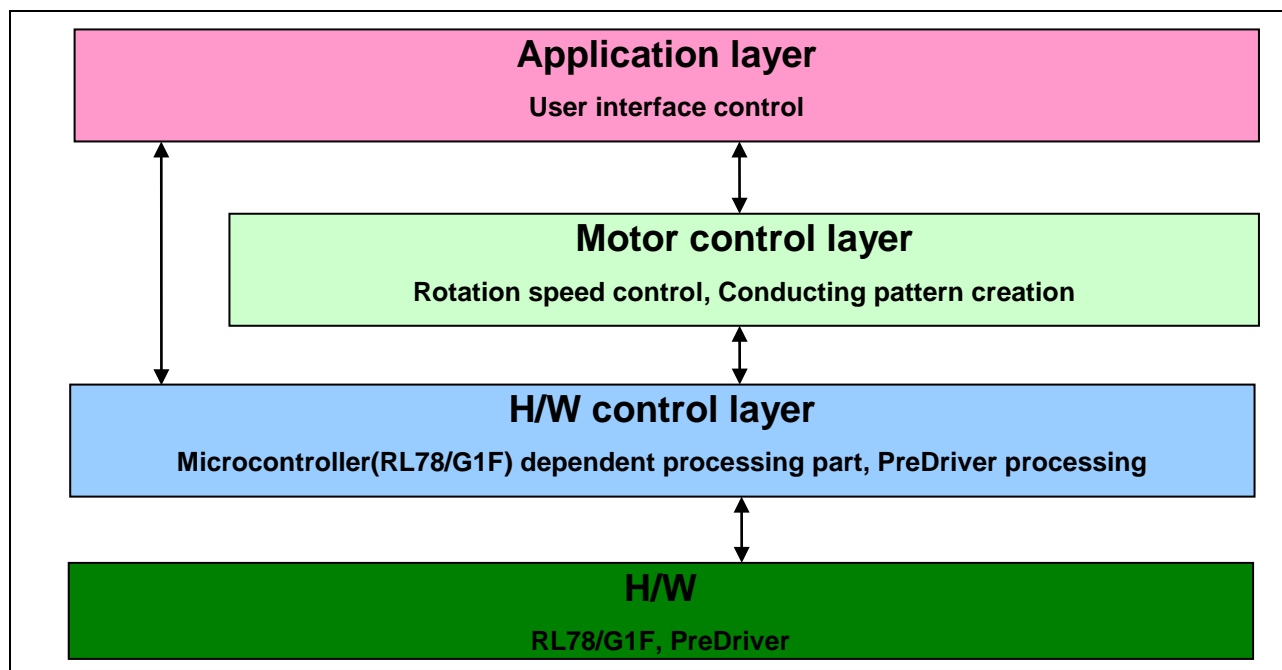 Application layer
User interface control
Motor control layer
Rotation speed control, Conducting pattern creation
H/W control layer
Microcontroller(RL78/G1F) dependent processing part, PreDriver processing
H/W
RL78/G1F, PreDriver